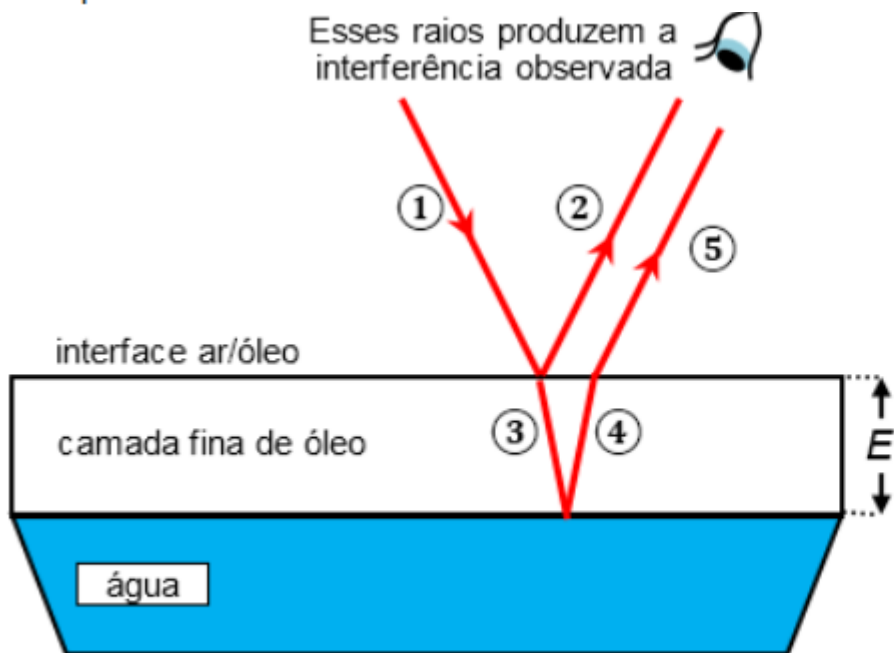 Esses raios produzem a
interferência observada
①
②
⑤
interface ar/óleo
camada fina de óleo
③
④
E
água